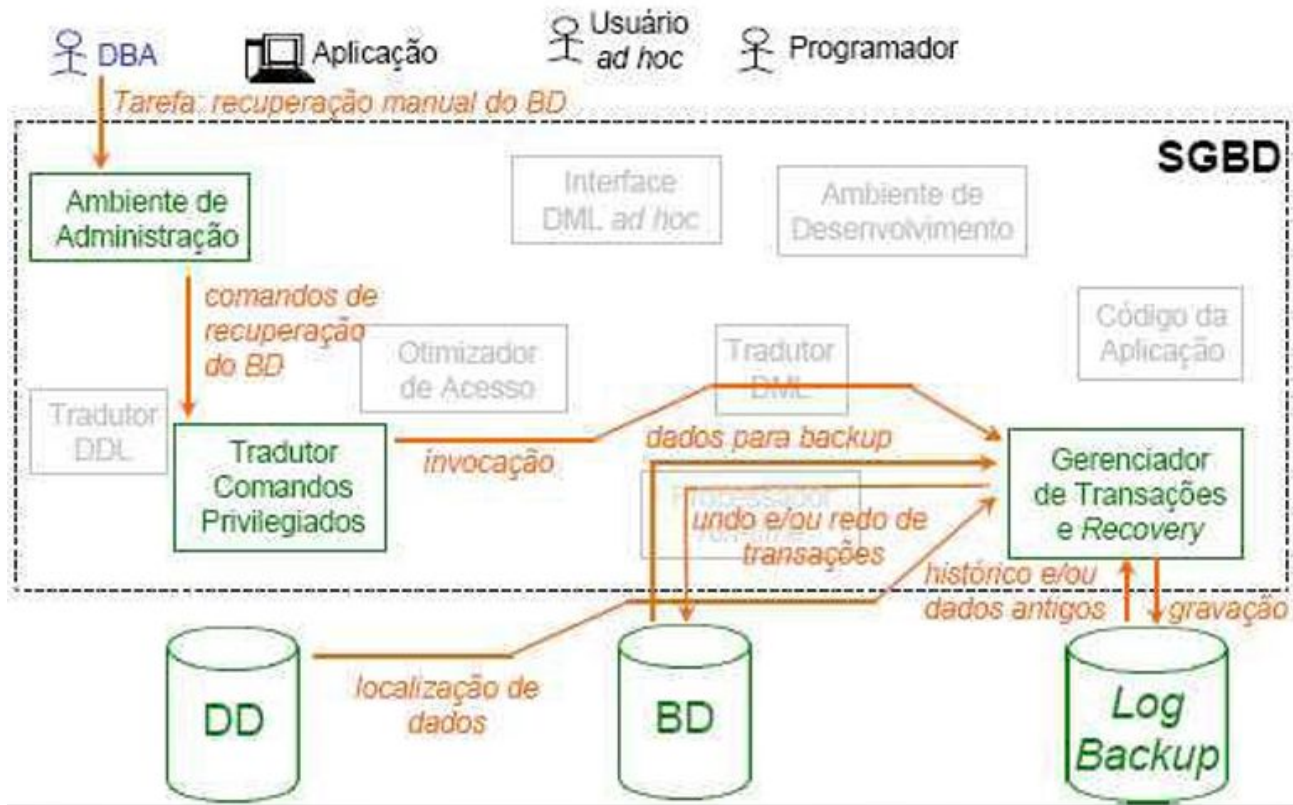 DBA
Aplicação
Usuário
ad hoc
Programador
Tarefa: recuperação manual do BD
SGBD
Ambiente de
Administração
Interface
DML ad hoc
Ambiente de
Desenvolvimento
comandos de
recuperação
do BD
Otimizador
de Acesso
Tradutor
DML
Código da
Aplicação
Tradutor
DDL
Tradutor
Comandos
Privilegiados
invocação
dados para backup
Gerenciador
de Transações
e Recovery
Processador
undo e/ou redo de
transações
histórico e/ou
dados antigos
gravação
localização de
dados
DD
BD
Log
Backup